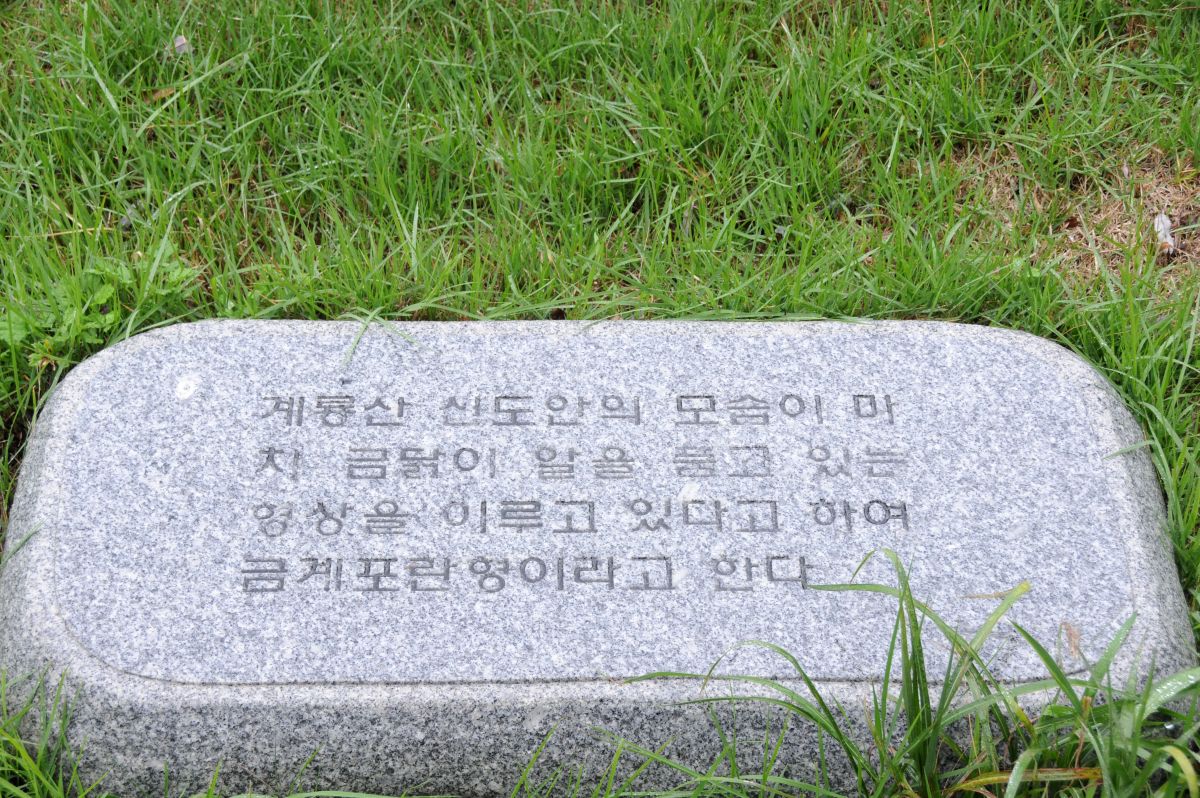 계룡산 신도안의 모습이 마
치 금닭이 알을 품고 있는
형상을 이루고 있다고 하여
금계포란형이라고 한다